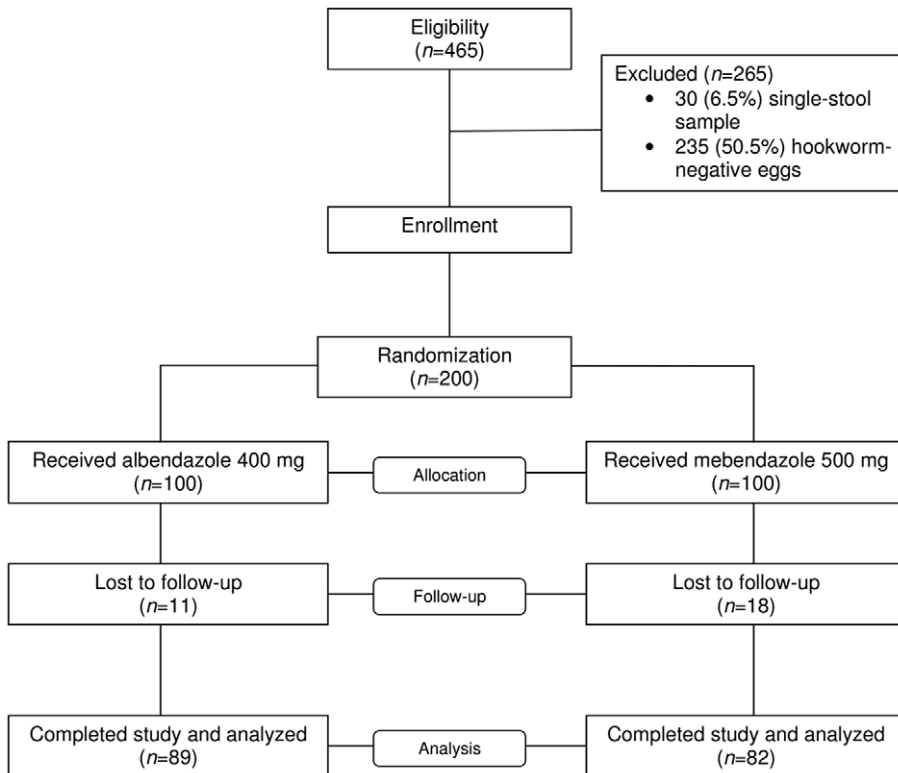 Eligibility
(n=465)
Excluded (n=265)
• 30 (6.5%) single-stool
sample
• 235 (50.5%) hookworm-
negative eggs
Enrollment
Randomization
(n=200)
Received albendazole 400 mg
(n=100)
Allocation
Received mebendazole 500 mg
(n=100)
Lost to follow-up
(n=11)
Follow-up
Lost to follow-up
(n=18)
Completed study and analyzed
(n=89)
Analysis
Completed study and analyzed
(n=82)